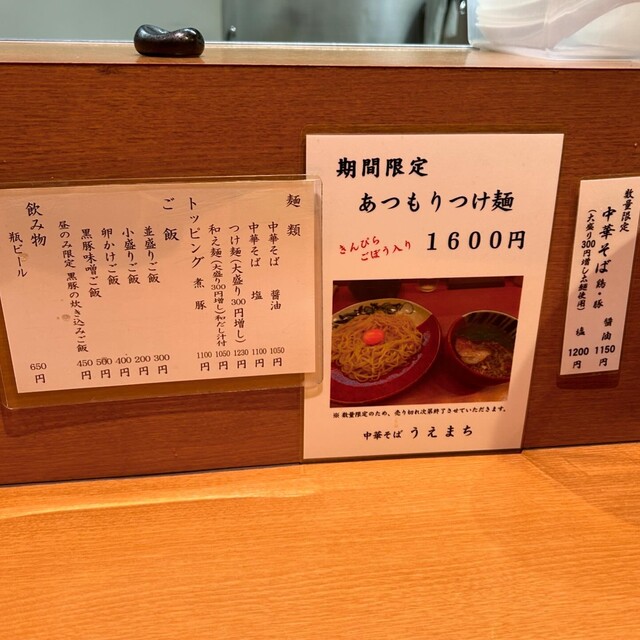 麺類
中華そば 醤油 1050円
中華そば 塩 1100円
つけ麺(大盛り300円増し) 1230円
和え麺(大盛り300円増し)和だし汁付 1050円
トッピング 煮豚 1100円
ご飯
並盛りご飯 300円
小盛りご飯 200円
卵かけご飯 400円
黒豚味噌ご飯 500円
昼のみ限定 黒豚の炊き込みご飯 450円
飲み物
瓶ビール 650円
期間限定
あつもりつけ麺
きんぴら
ごぼう入り
1600円
※数量限定のため、売り切れ次第終了させていただきます。
中華そば うえまち
数量限定
中華そば 鶏・豚 醤油 1150円
(大盛り300円増し 麺使用) 塩 1200円